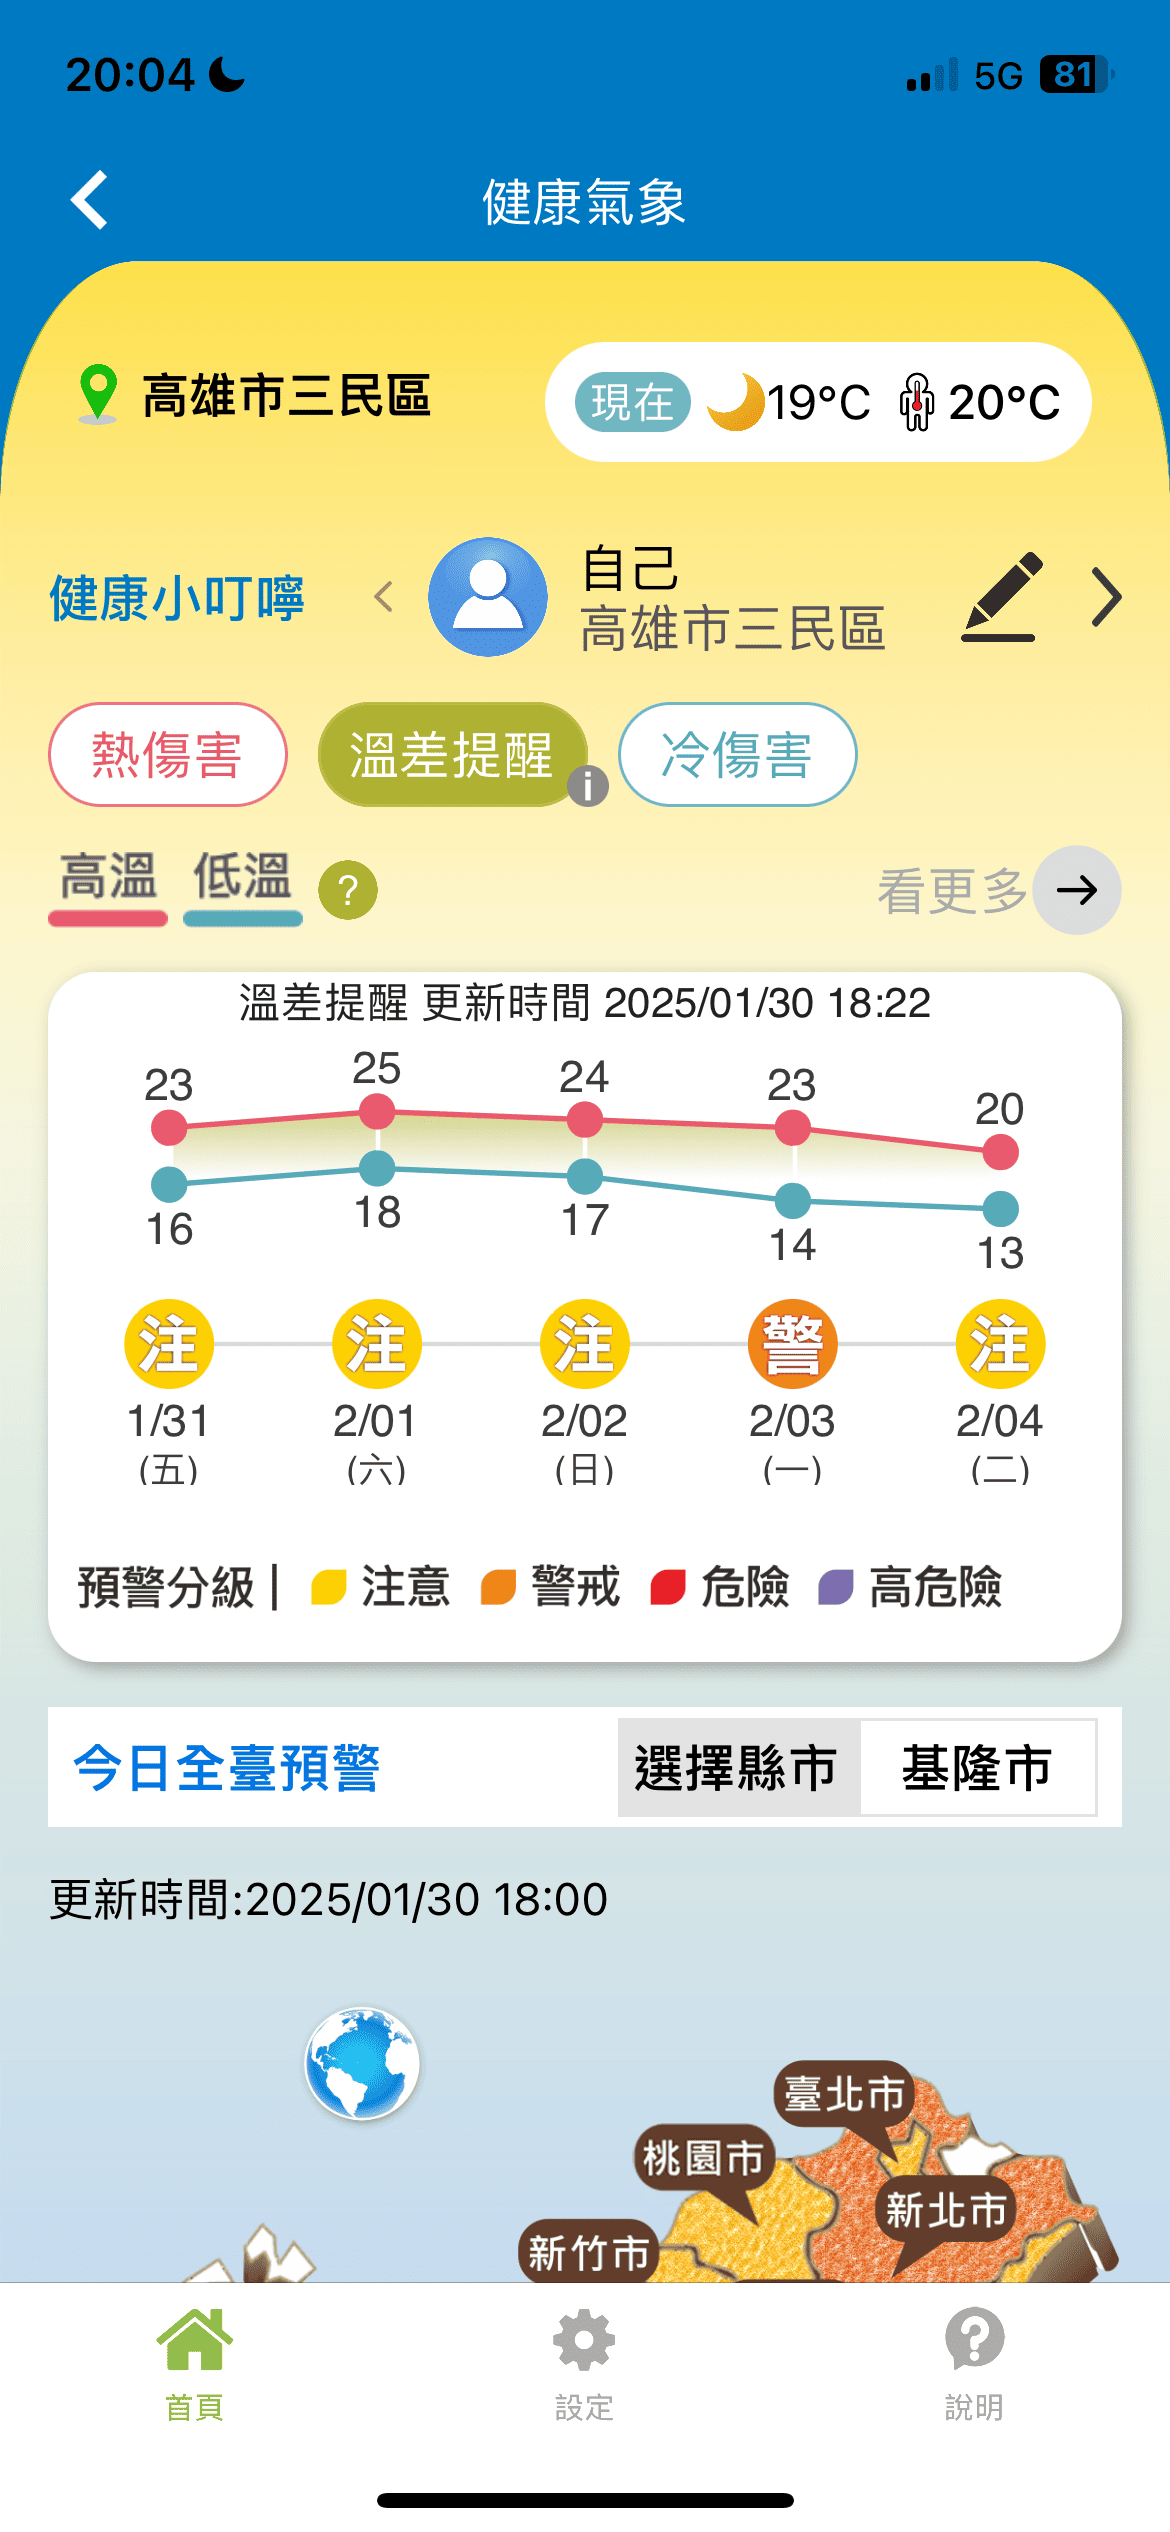 20:04
5G 81
健康氣象
高雄市三民區
現在 19°C 20°C
健康小叮嚀
自己
高雄市三民區
熱傷害 溫差提醒 i 冷傷害
高溫 低溫 ?
看更多
溫差提醒 更新時間 2025/01/30 18:22
23 25 24 23 20
16 18 17 14 13
注 注 注 警 注
1/31 2/01 2/02 2/03 2/04
(五) (六) (日) (一) (二)
預警分級 | 注意 警戒 危險 高危險
今日全臺預警 選擇縣市 基隆市
更新時間:2025/01/30 18:00
臺北市
桃園市
新北市
新竹市
首頁 設定 說明